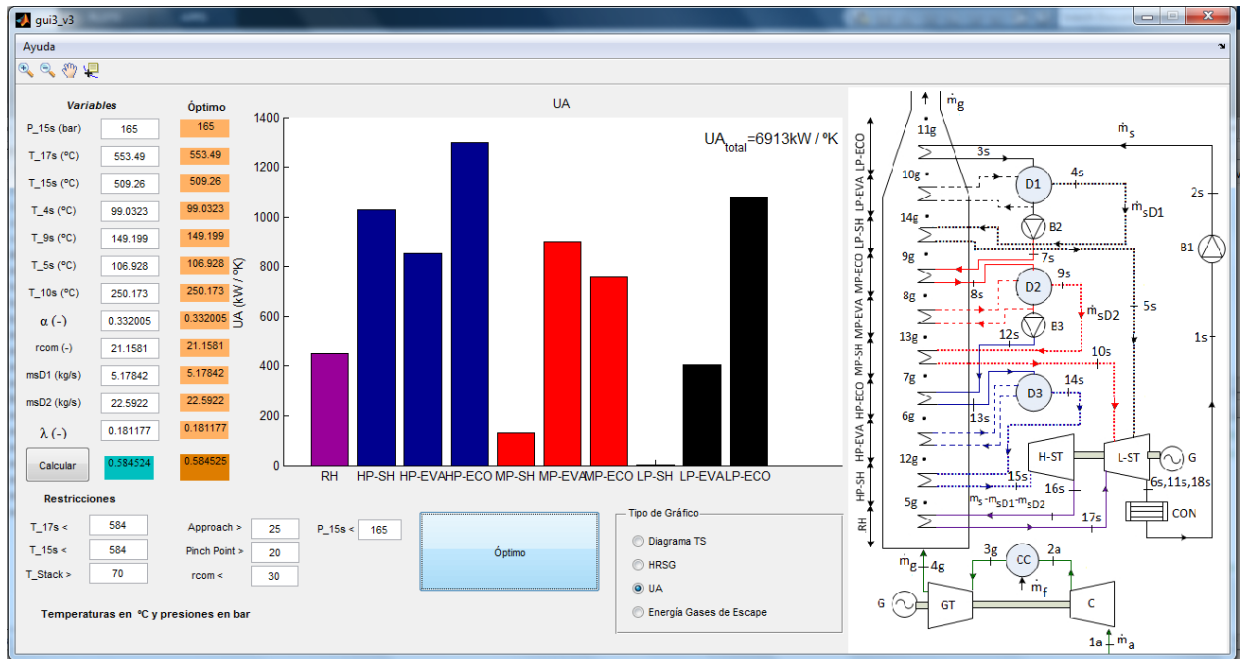 gui3_v3
Ayuda
Variables Óptimo
P_15s (bar) 165 165
T_17s (ºC) 553.49 553.49
T_15s (ºC) 509.26 509.26
T_4s (ºC) 99.0323 99.0323
T_9s (ºC) 149.199 149.199
T_5s (ºC) 106.928 106.928
T_10s (ºC) 250.173 250.173
α (-) 0.332005 0.332005
rcom (-) 21.1581 21.1581
msD1 (kg/s) 5.17842 5.17842
msD2 (kg/s) 22.5922 22.5922
λ (-) 0.181177 0.181177
Calcular 0.584524 0.584525
UA
UA_total=6913kW / ºK
UA (kW / ºK)
1400
1200
1000
800
600
400
200
0
RH HP-SH HP-EVA HP-ECO MP-SH MP-EVA MP-ECO LP-SH LP-EVA LP-ECO
Restricciones
T_17s < 584
T_15s < 584
T_Stack > 70
Approach > 25
Pinch Point > 20
rcom < 30
P_15s < 165
Temperaturas en ºC y presiones en bar
Óptimo
Tipo de Gráfico
Diagrama TS
HRSG
UA
Energía Gases de Escape
ṁg
11g
ṁs
LP-ECO
3s
10g
D1
4s
LP-EVA
2s
ṁsD1
14g
B2
LP-SH
B1
9g
7s
MP-ECO
D2
9s
8s
8g
5s
MP-EVA
B3
ṁsD2
13g
12s
1s
MP-SH
10s
7g
D3
14s
HP-ECO
13s
6g
HP-EVA
12g
H-ST
L-ST
G
HP-SH
15s
ṁs-ṁsD1-ṁsD2
16s
6s,11s,18s
5g
RH
17s
CON
ṁg
4g
3g
CC
2a
ṁf
G
GT
C
1a
ṁa